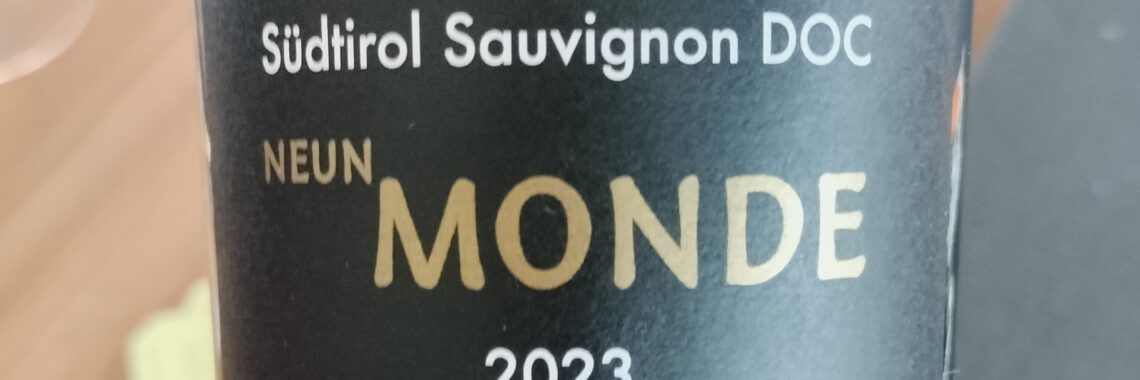 Südtirol Sauvignon DOC
NEUN
MONDE
2023